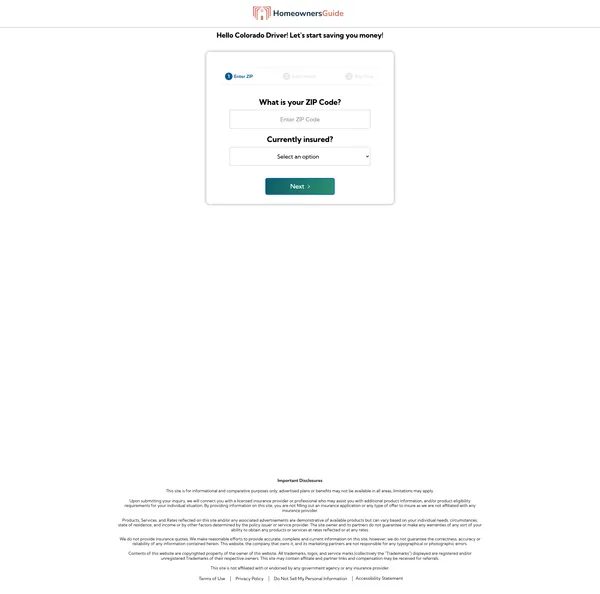 HomeownersGuide
Hello Colorado Driver! Let's start saving you money!
1 Enter ZIP
2
3
What is your ZIP Code?
Enter ZIP Code
Currently insured?
Select an option
Next >
Important Disclosures
This site is for informational and comparative purposes only: advertised plans or benefits may not be available in all areas, limitations may apply.
Upon submitting your inquiry, we will connect you with a licensed insurance provider or professional who may assist you with additional product information. and/or product eligibility
requirements for your individual situation. By providing information on this site, you are not filling out an insurance application or any type of offer to insure as we are not affiliated with any
insurance provider.
Products, Services, and Rates reflected on this site and/or any associated advertisements are demonstrative of available products but can vary based on your individual needs, circumstances,
state of residence, and income or by other factors determined by the policy issuer or service provider. The site owner and its partners do not guarantee or make any warranties of any sort of your
ability to obtain any products or services at rates reflected or at any rates.
We do not provide insurance quotes. We make reasonable efforts to provide accurate, complete and current information on this site, however, we do not guarantee the correctness, accuracy or
reliability of any information contained herein. This website, the company that owns it, and its marketing partners are not responsible for any typographical or photographic errors.
Contents of this website are copyrighted property of the owner of this website. All trademarks, logos, and service marks (collectively the "Trademarks") displayed are registered and/or
unregistered Trademarks of their respective owners. This site may contain affiliate and partner links and compensation may be received for referrals.
This site is not affiliated with or endorsed by any government agency or any insurance provider.
Terms of Use | Privacy Policy | Do Not Sell My Personal Information | Accessibility Statement